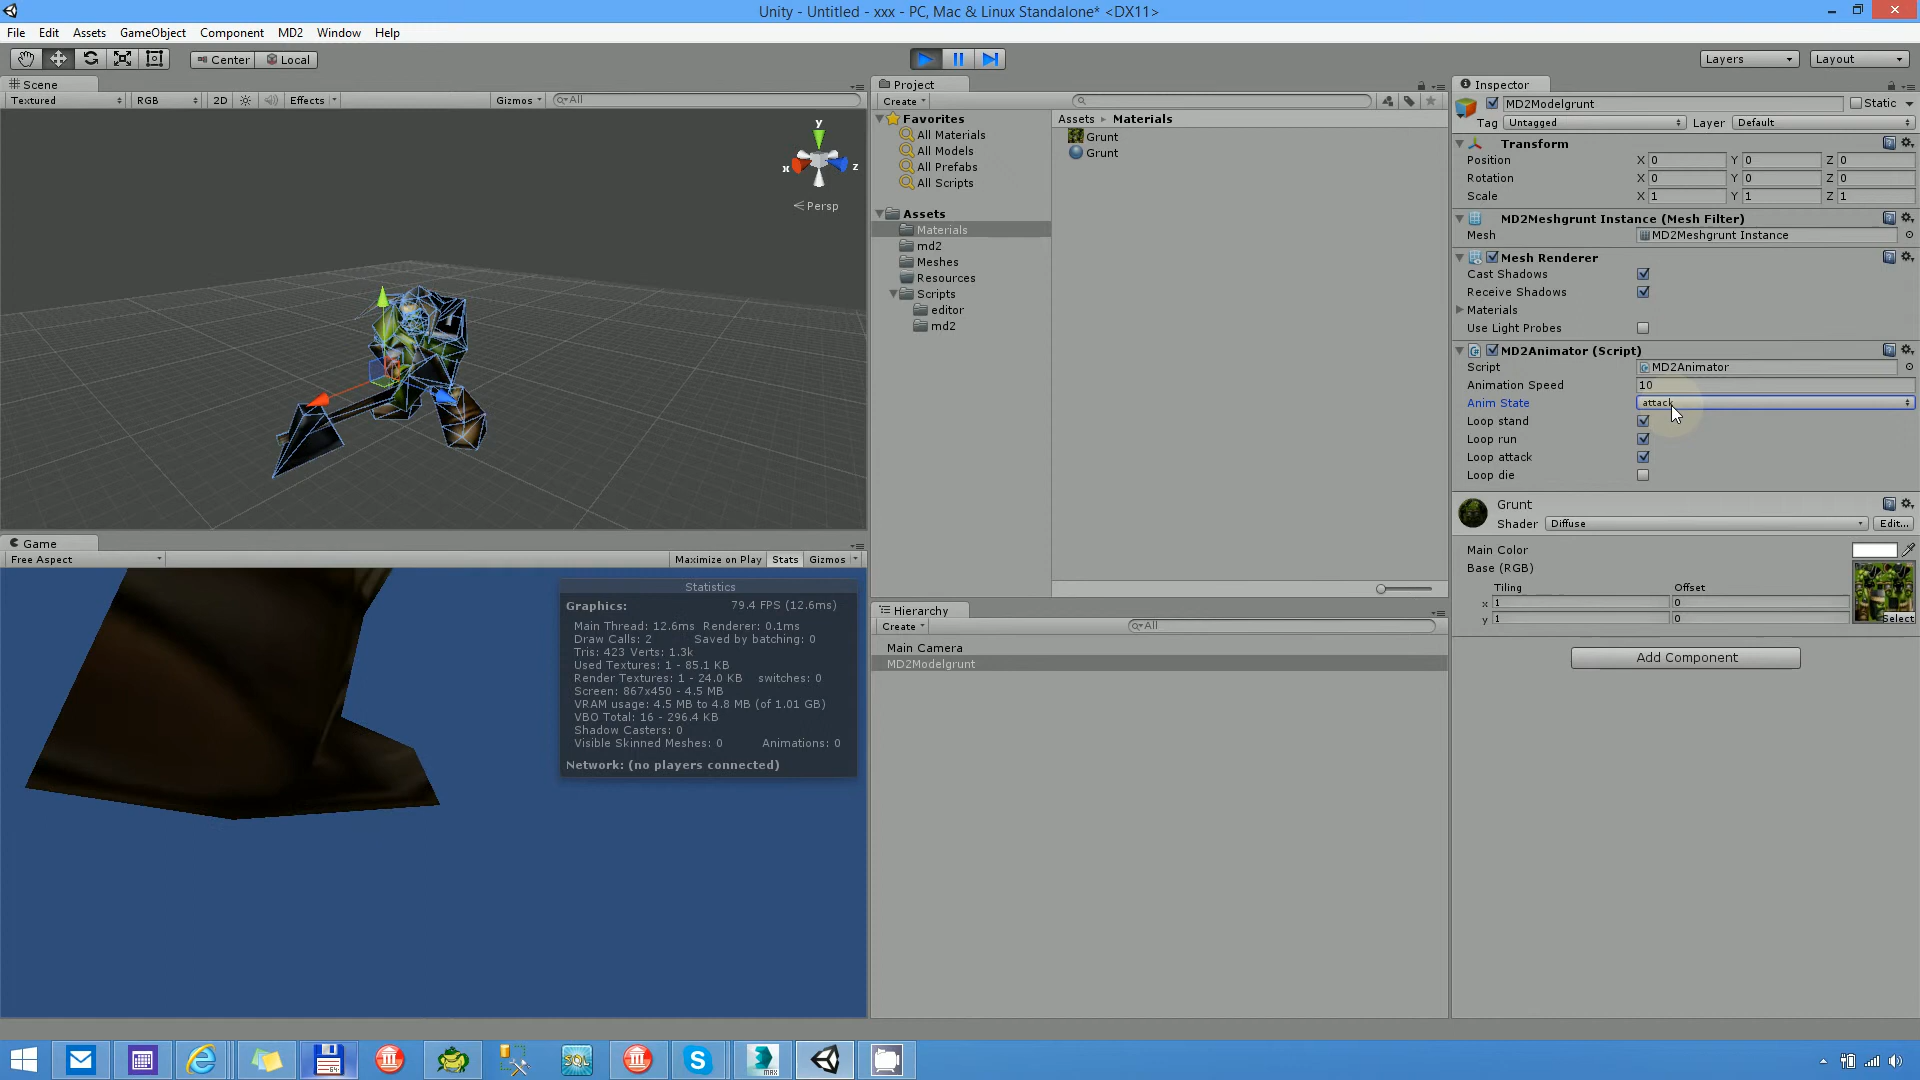 Unity - Untitled - xxx - PC, Mac & Linux Standalone* <DX11>
File Edit Assets GameObject Component MD2 Window Help
Center Local
Layers Layout
Scene
Textured RGB 2D Effects Gizmos All
y
x z
Persp
Game
Free Aspect Maximize on Play Stats Gizmos
Statistics
Graphics: 79.4 FPS (12.6ms)
Main Thread: 12.6ms Renderer: 0.1ms
Draw Calls: 2 Saved by batching: 0
Tris: 423 Verts: 1.3k
Used Textures: 1 - 85.1 KB
Render Textures: 1 - 24.0 KB switches: 0
Screen: 867x450 - 4.5 MB
VRAM usage: 4.5 MB to 4.8 MB (of 1.01 GB)
VBO Total: 16 - 296.4 KB
Shadow Casters: 0
Visible Skinned Meshes: 0 Animations: 0
Network: (no players connected)
Project
Create
Favorites
All Materials
All Models
All Prefabs
All Scripts
Assets
Materials
md2
Meshes
Resources
Scripts
editor
md2
Assets Materials
Grunt
Grunt
Hierarchy
Create All
Main Camera
MD2Modelgrunt
Inspector
MD2Modelgrunt Static
Tag Untagged Layer Default
Transform
Position X 0 Y 0 Z 0
Rotation X 0 Y 0 Z 0
Scale X 1 Y 1 Z 1
MD2Meshgrunt Instance (Mesh Filter)
Mesh MD2Meshgrunt Instance
Mesh Renderer
Cast Shadows
Receive Shadows
Materials
Use Light Probes
MD2Animator (Script)
Script MD2Animator
Animation Speed 10
Anim State attack
Loop stand
Loop run
Loop attack
Loop die
Grunt
Shader Diffuse Edit...
Main Color
Base (RGB)
Tiling Offset
x 1 0
y 1 0
Select
Add Component
64
SQL
MAX